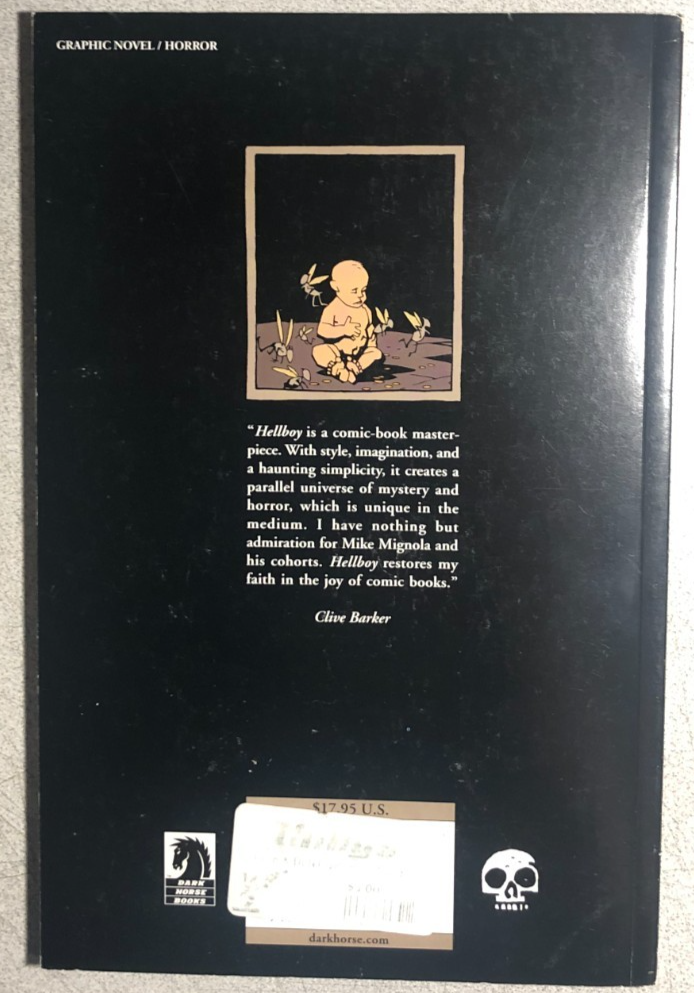 GRAPHIC NOVEL / HORROR
“Hellboy is a comic-book master-
piece. With style, imagination, and
a haunting simplicity, it creates a
parallel universe of mystery and
horror, which is unique in the
medium. I have nothing but
admiration for Mike Mignola and
his cohorts. Hellboy restores my
faith in the joy of comic books.”
Clive Barker
$17.95 U.S.
DARK
HORSE
BOOKS
darkhorse.com